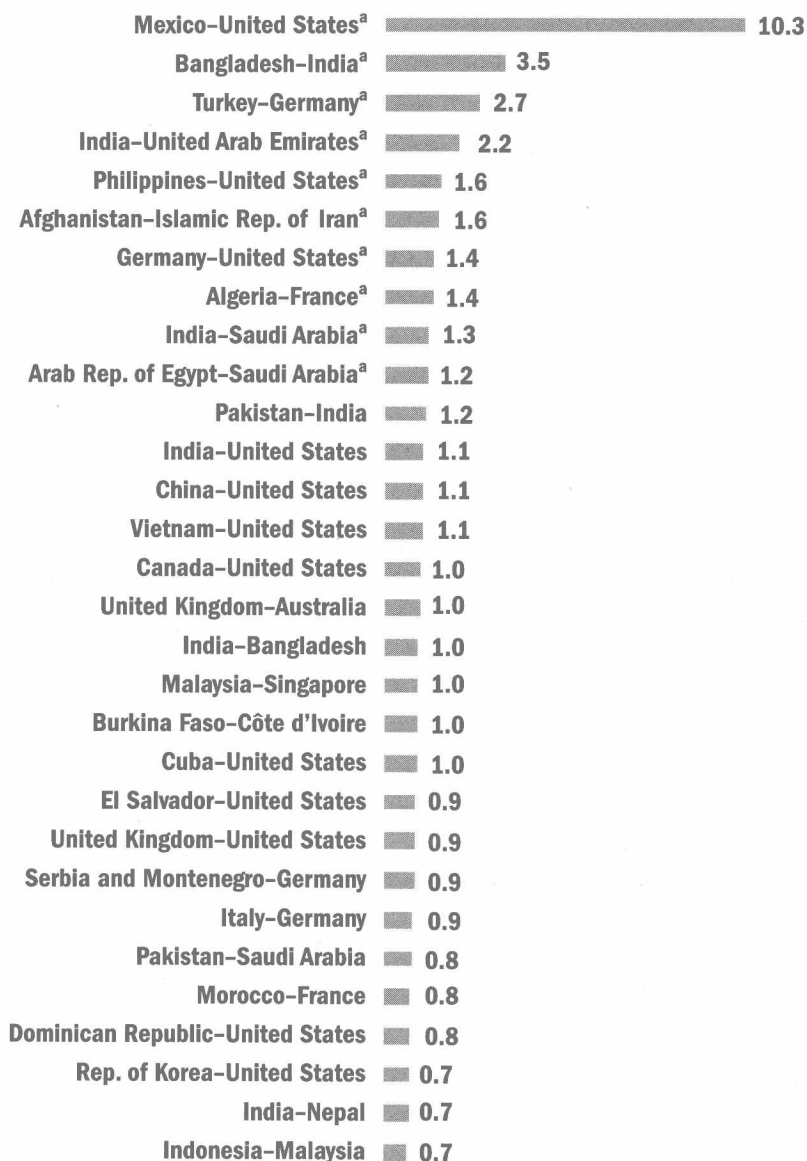 Mexico–United Statesᵃ 10.3
Bangladesh–Indiaᵃ 3.5
Turkey–Germanyᵃ 2.7
India–United Arab Emiratesᵃ 2.2
Philippines–United Statesᵃ 1.6
Afghanistan–Islamic Rep. of Iranᵃ 1.6
Germany–United Statesᵃ 1.4
Algeria–Franceᵃ 1.4
India–Saudi Arabiaᵃ 1.3
Arab Rep. of Egypt–Saudi Arabiaᵃ 1.2
Pakistan–India 1.2
India–United States 1.1
China–United States 1.1
Vietnam–United States 1.1
Canada–United States 1.0
United Kingdom–Australia 1.0
India–Bangladesh 1.0
Malaysia–Singapore 1.0
Burkina Faso–Côte d'Ivoire 1.0
Cuba–United States 1.0
El Salvador–United States 0.9
United Kingdom–United States 0.9
Serbia and Montenegro–Germany 0.9
Italy–Germany 0.9
Pakistan–Saudi Arabia 0.8
Morocco–France 0.8
Dominican Republic–United States 0.8
Rep. of Korea–United States 0.7
India–Nepal 0.7
Indonesia–Malaysia 0.7